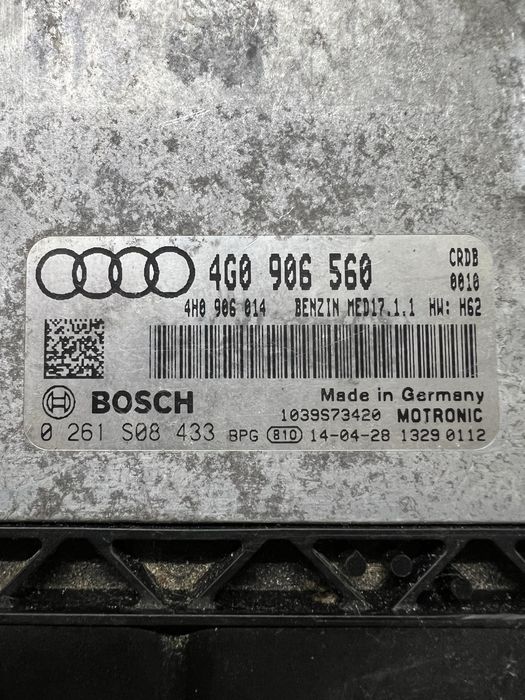 4G0 906 560 CRDB
0010
4H0 906 014 BENZIN MED17.1.1 HW: H62
BOSCH Made in Germany
1039S73420 MOTRONIC
0 261 S08 433 BPG 810 14-04-28 1329 0112